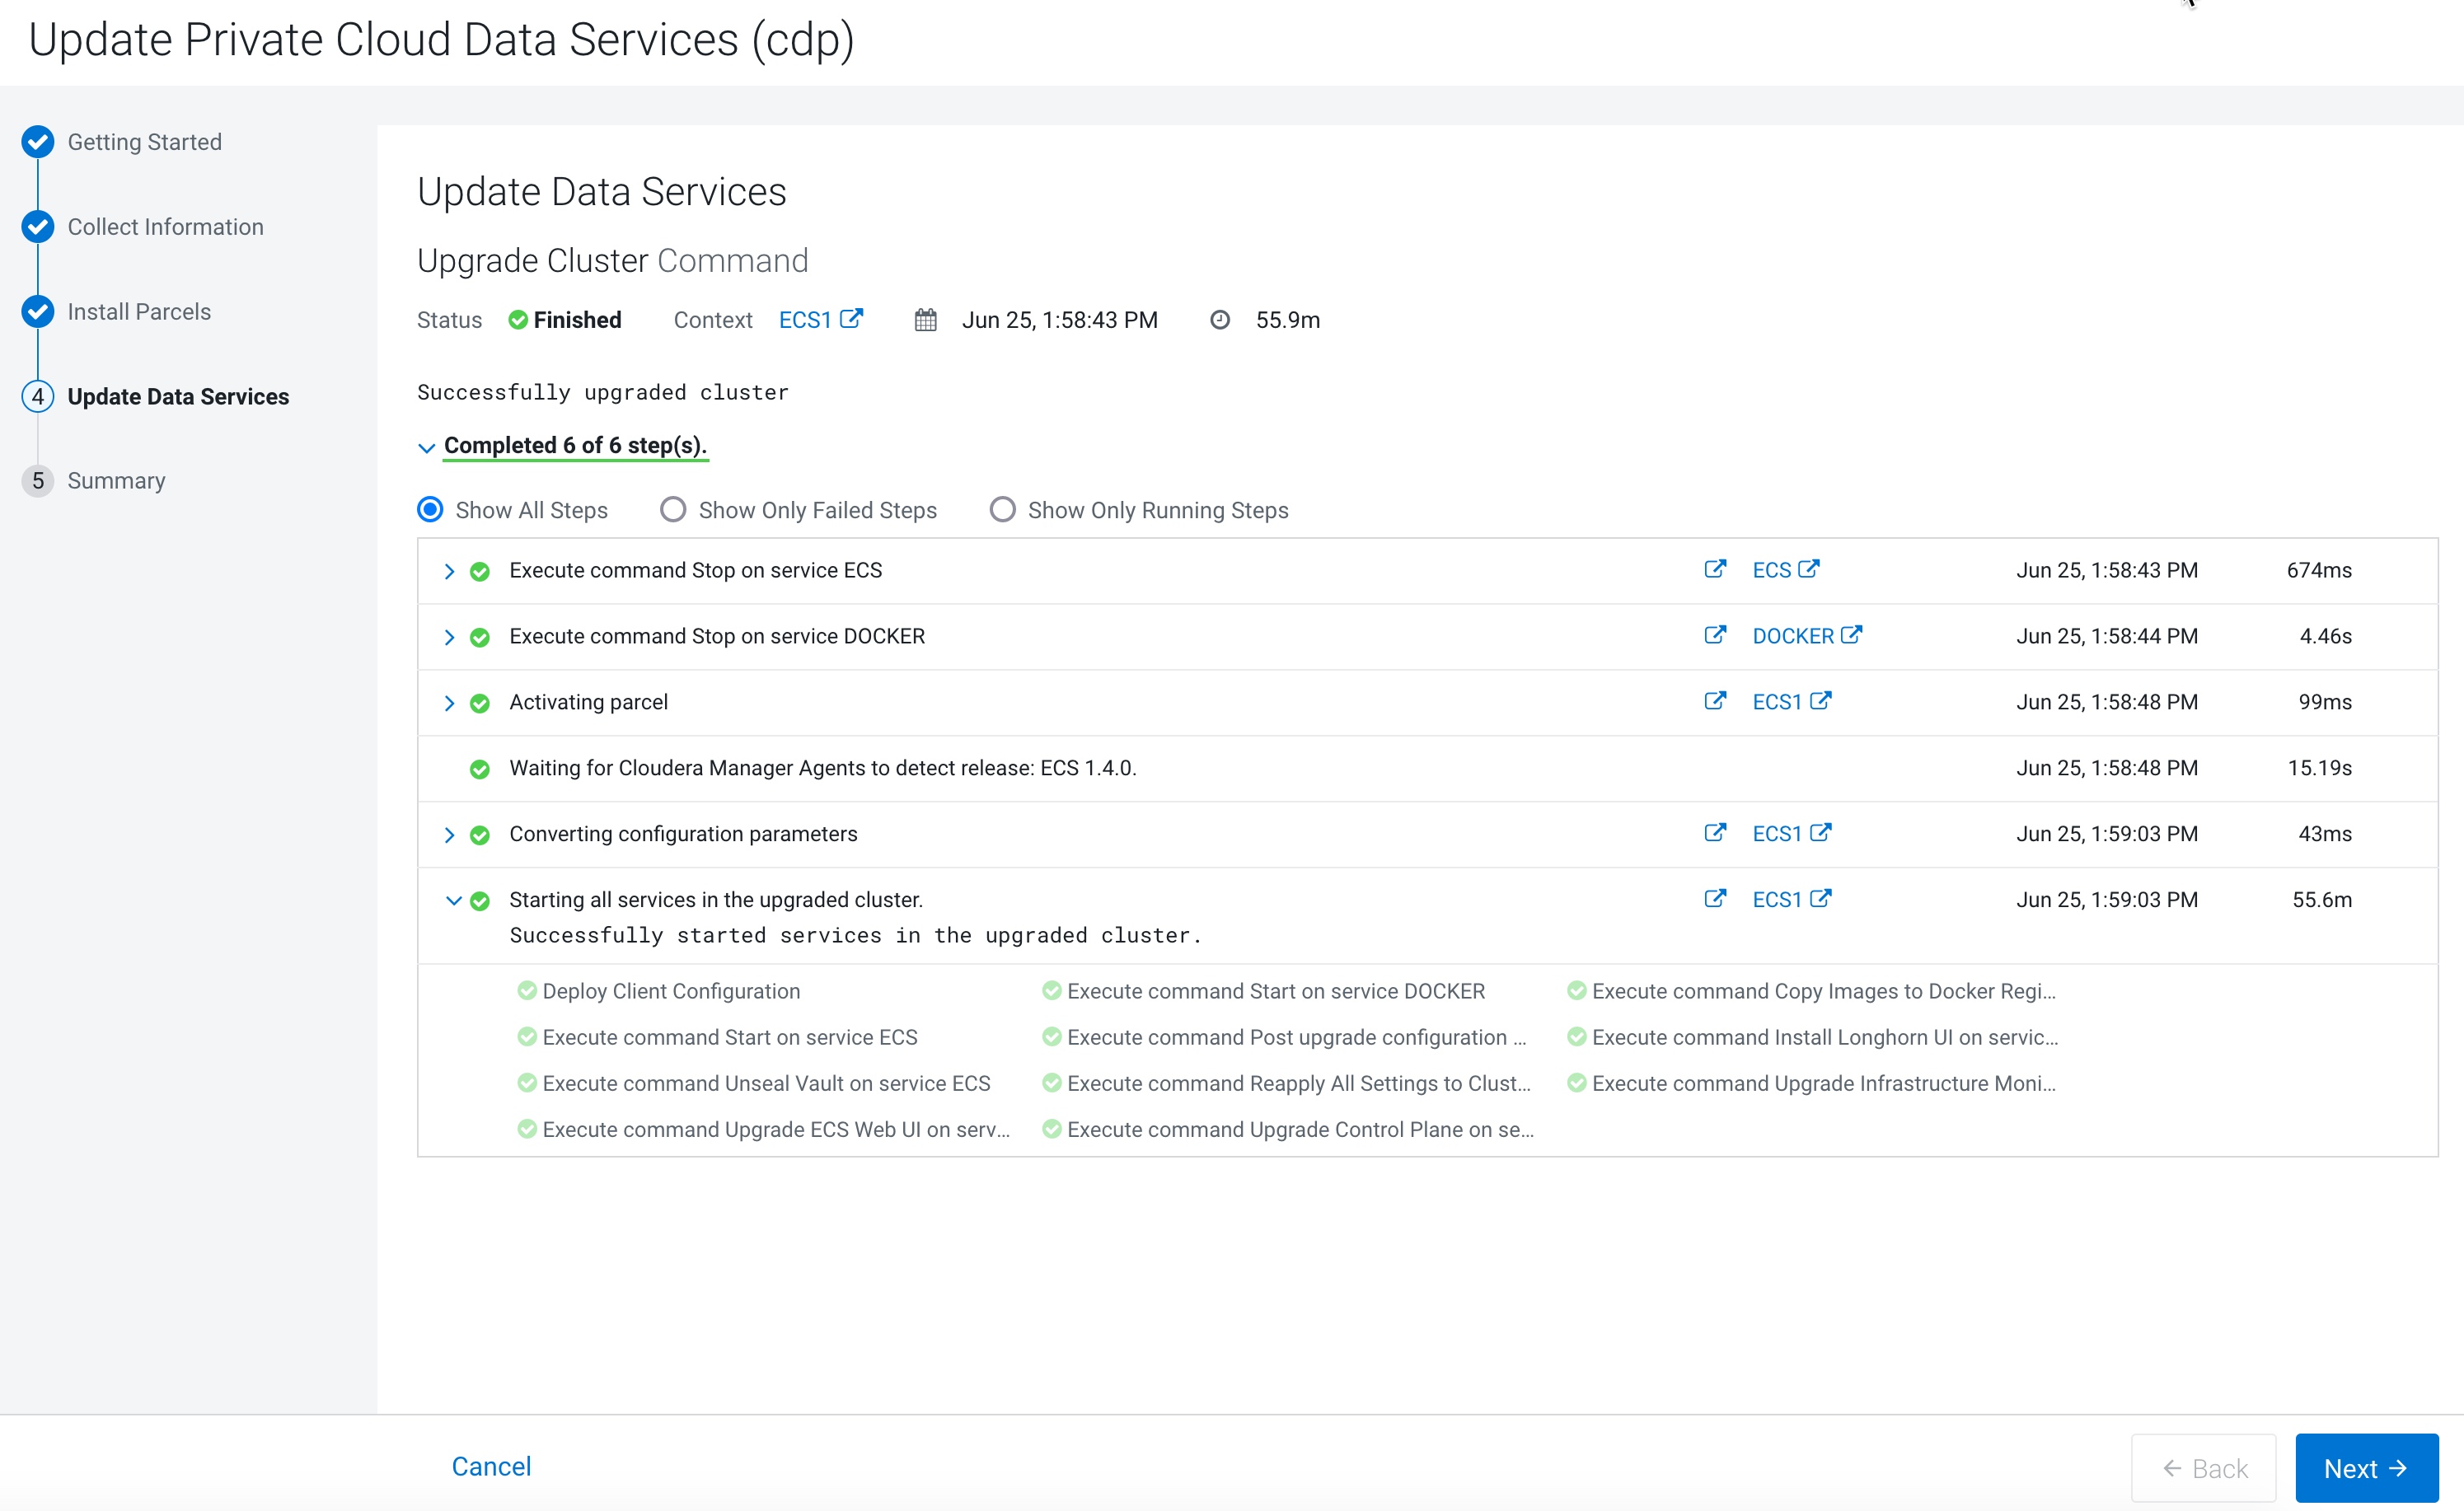 Update Private Cloud Data Services (cdp)
Getting Started
Collect Information
Install Parcels
4 Update Data Services
5 Summary
Update Data Services
Upgrade Cluster Command
Status Finished Context ECS1 Jun 25, 1:58:43 PM 55.9m
Successfully upgraded cluster
Completed 6 of 6 step(s).
Show All Steps Show Only Failed Steps Show Only Running Steps
Execute command Stop on service ECS ECS Jun 25, 1:58:43 PM 674ms
Execute command Stop on service DOCKER DOCKER Jun 25, 1:58:44 PM 4.46s
Activating parcel ECS1 Jun 25, 1:58:48 PM 99ms
Waiting for Cloudera Manager Agents to detect release: ECS 1.4.0. Jun 25, 1:58:48 PM 15.19s
Converting configuration parameters ECS1 Jun 25, 1:59:03 PM 43ms
Starting all services in the upgraded cluster. ECS1 Jun 25, 1:59:03 PM 55.6m
Successfully started services in the upgraded cluster.
Deploy Client Configuration Execute command Start on service DOCKER Execute command Copy Images to Docker Regi...
Execute command Start on service ECS Execute command Post upgrade configuration ... Execute command Install Longhorn UI on servic...
Execute command Unseal Vault on service ECS Execute command Reapply All Settings to Clust... Execute command Upgrade Infrastructure Moni...
Execute command Upgrade ECS Web UI on serv... Execute command Upgrade Control Plane on se...
Cancel ← Back Next →